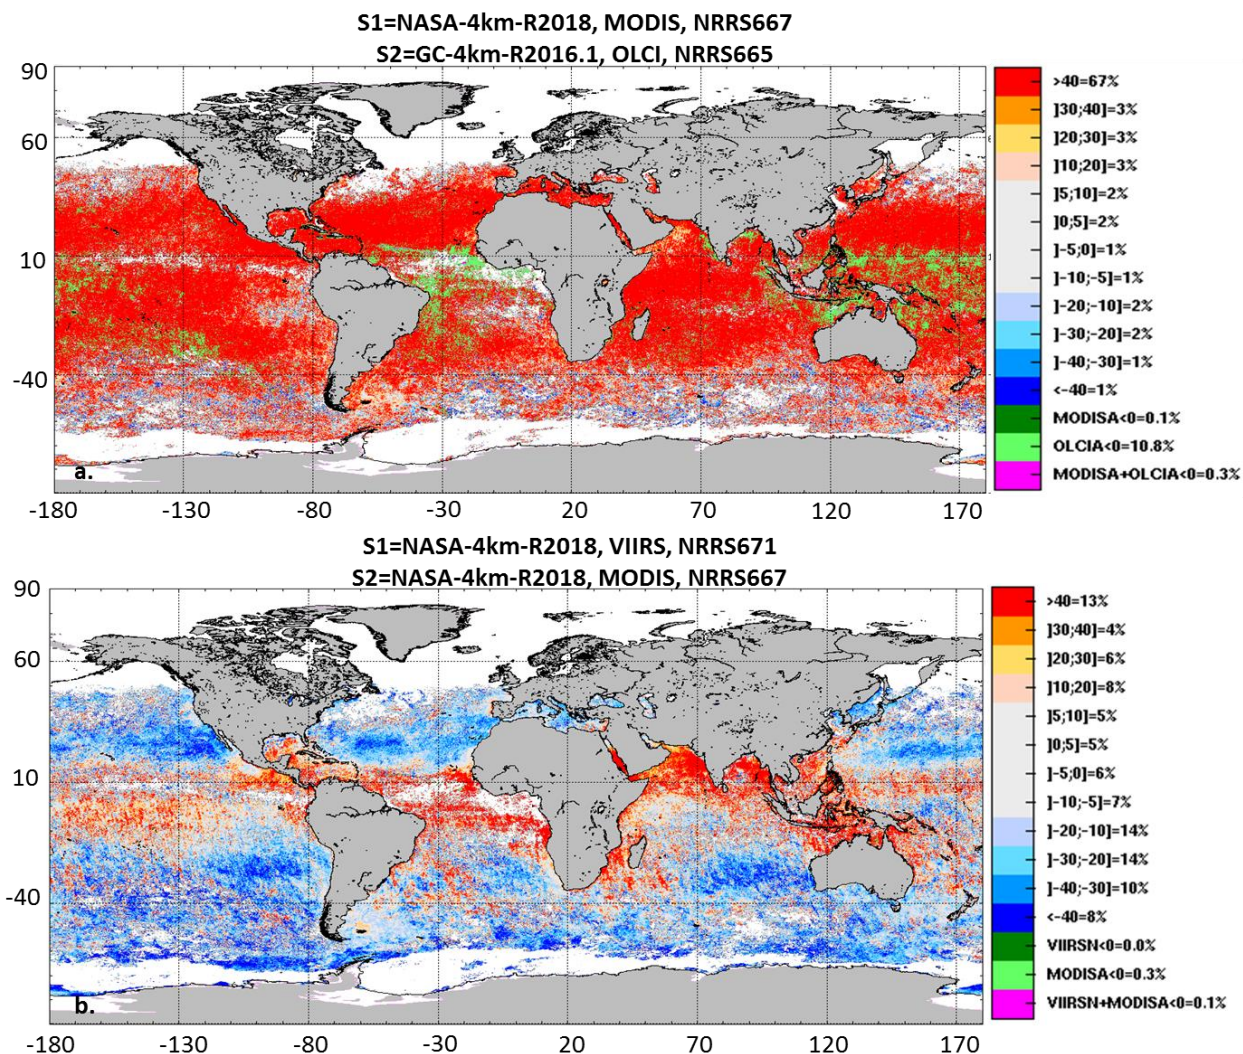 S1=NASA-4km-R2018, MODIS, NRRS667
S2=GC-4km-R2016.1, OLCI, NRRS665
90
60
10
-40
-180 -130 -80 -30 20 70 120 170
a.
>40=67%
]30;40]=3%
]20;30]=3%
]10;20]=3%
]5;10]=2%
]0;5]=2%
]-5;0]=1%
]-10;-5]=1%
]-20;-10]=2%
]-30;-20]=2%
]-40;-30]=1%
<-40=1%
MODISA<0=0.1%
OLCIA<0=10.8%
MODISA+OLCIA<0=0.3%
S1=NASA-4km-R2018, VIIRS, NRRS671
S2=NASA-4km-R2018, MODIS, NRRS667
90
60
10
-40
-180 -130 -80 -30 20 70 120 170
b.
>40=13%
]30;40]=4%
]20;30]=6%
]10;20]=8%
]5;10]=5%
]0;5]=5%
]-5;0]=6%
]-10;-5]=7%
]-20;-10]=14%
]-30;-20]=14%
]-40;-30]=10%
<-40=8%
VIIRSN<0=0.0%
MODISA<0=0.3%
VIIRSN+MODISA<0=0.1%